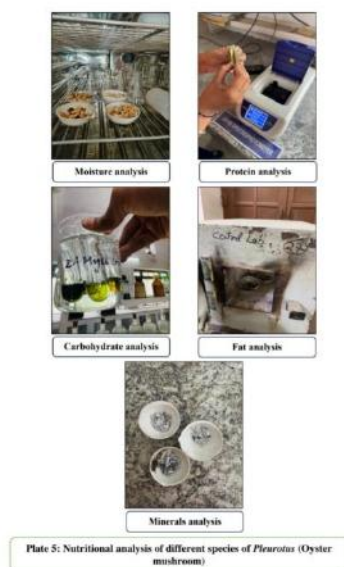 Moisture analysis
Protein analysis
Carbohydrate analysis
Fat analysis
Minerals analysis
Plate 5: Nutritional analysis of different species of Pleurotus (Oyster
mushroom)